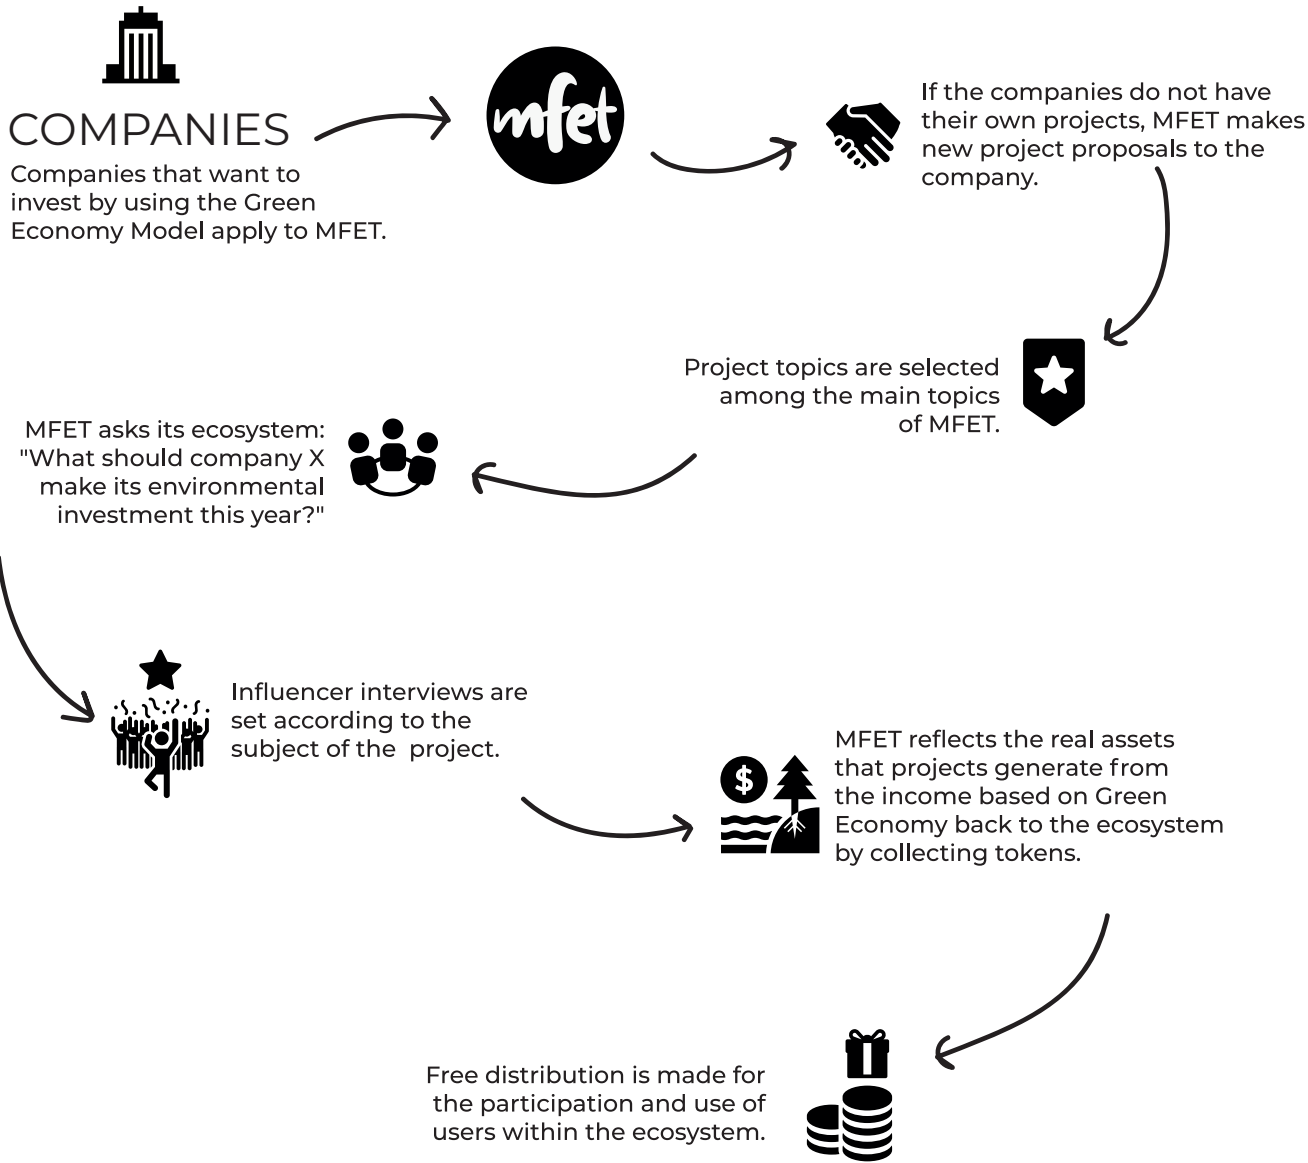 COMPANIES
Companies that want to
invest by using the Green
Economy Model apply to MFET.
mfet
If the companies do not have
their own projects, MFET makes
new project proposals to the
company.
Project topics are selected
among the main topics
of MFET.
MFET asks its ecosystem:
"What should company X
make its environmental
investment this year?"
Influencer interviews are
set according to the
subject of the project.
$
MFET reflects the real assets
that projects generate from
the income based on Green
Economy back to the ecosystem
by collecting tokens.
Free distribution is made for
the participation and use of
users within the ecosystem.